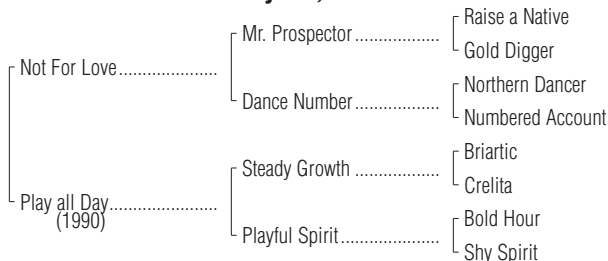 Raise a Native
Mr. Prospector..................
Gold Digger
Not For Love.....................
Northern Dancer
Dance Number..................
Numbered Account
Briartic
Steady Growth ..................
Crelita
Play all Day.......................
(1990)
Bold Hour
Playful Spirit.....................
Shy Spirit